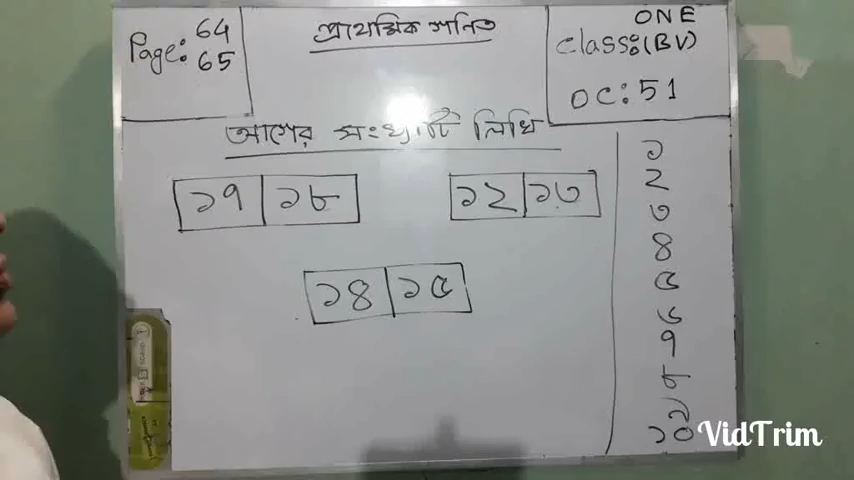 Page: 64
65
প্রাথমিক গনিত
ONE
Class: (BV)
OC: 51
আগের সংখ্যাটি লিখি
১৭ ১৮
১২ ১৩
১৪ ১৫
১
২
৩
৪
৫
৬
৭
৮
৯
১০
VidTrim